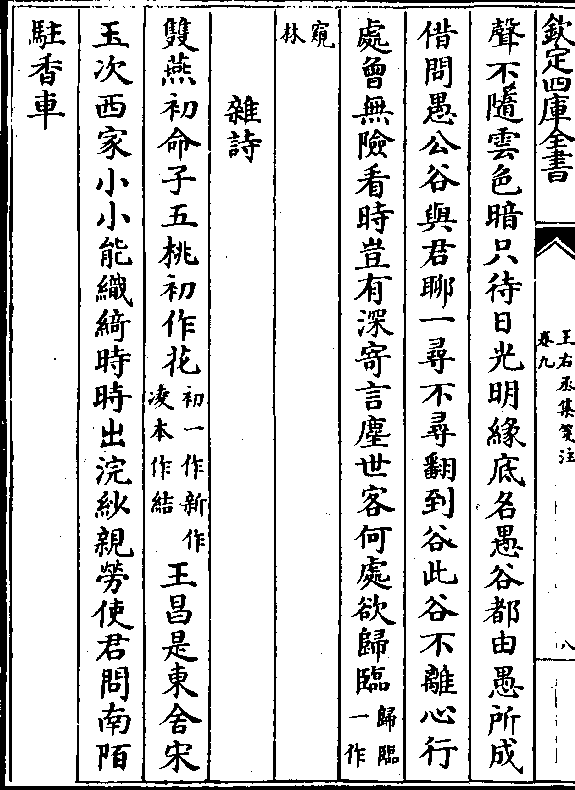 欽定四庫全書
王右丞集箋注
卷九
八
聲不隨雲色暗只待日光明緣底名愚谷都由愚所成
借問愚公谷與君聊一尋不尋翻到谷此谷不離心行
處曾無險看時豈有深寄言塵世客何處欲歸臨歸臨一作
窺林
雜詩
雙燕初命子五桃初作花初一作新作凌本作結王昌是東舍宋
玉次西家小小能織綺時時出浣紗親勞使君問南陌
駐香車